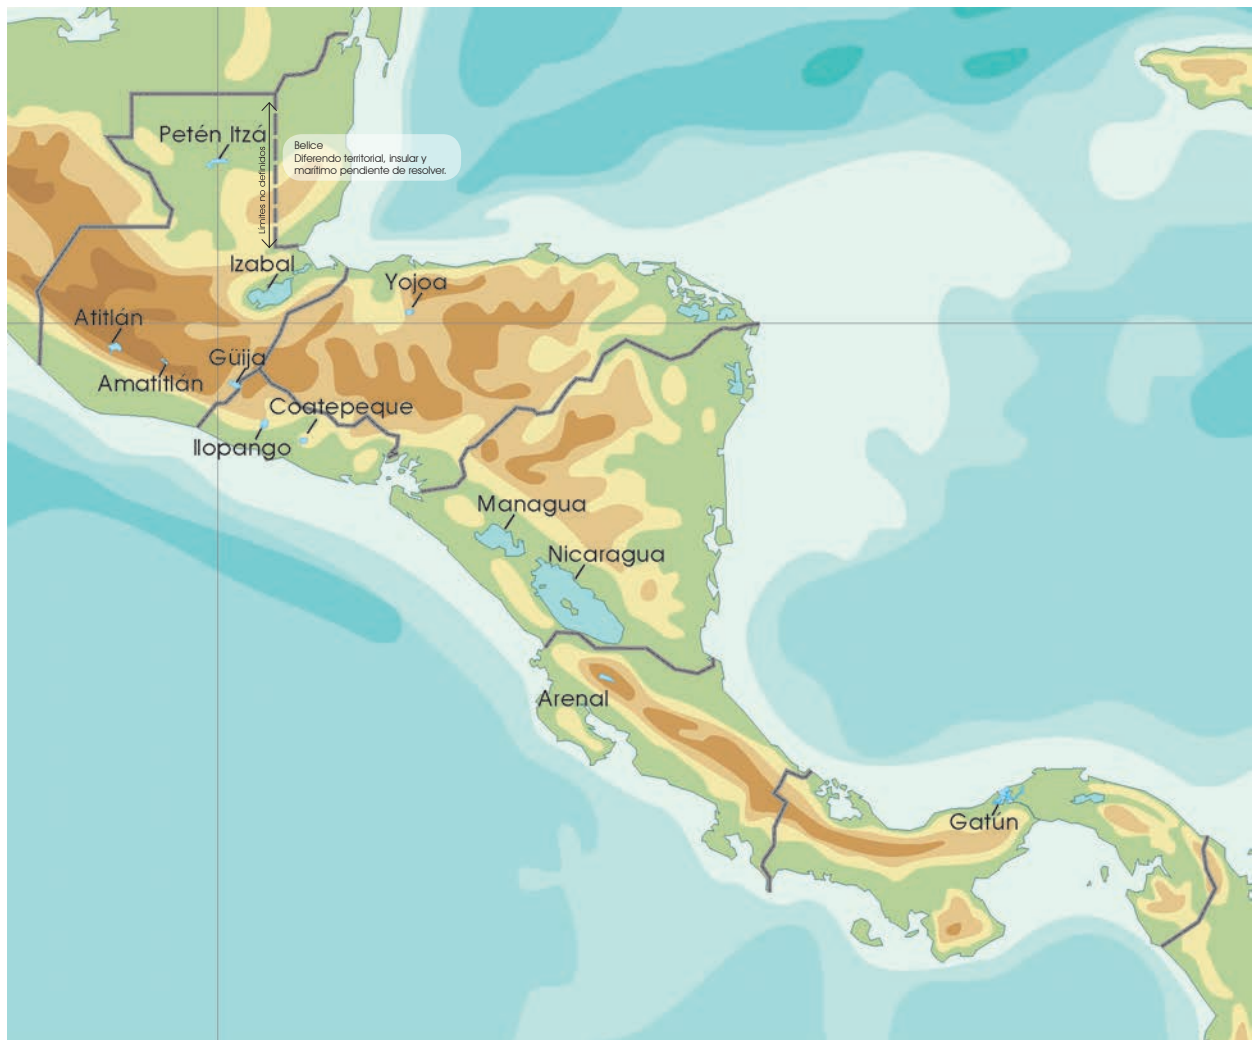 Petén Itzá
Belice
Diferendo territorial, insular y
marítimo pendiente de resolver.
Límites no definidos
Izabal
Yojoa
Atitlán
Güija
Amatitlán
Coatepeque
Ilopango
Managua
Nicaragua
Arenal
Gatún